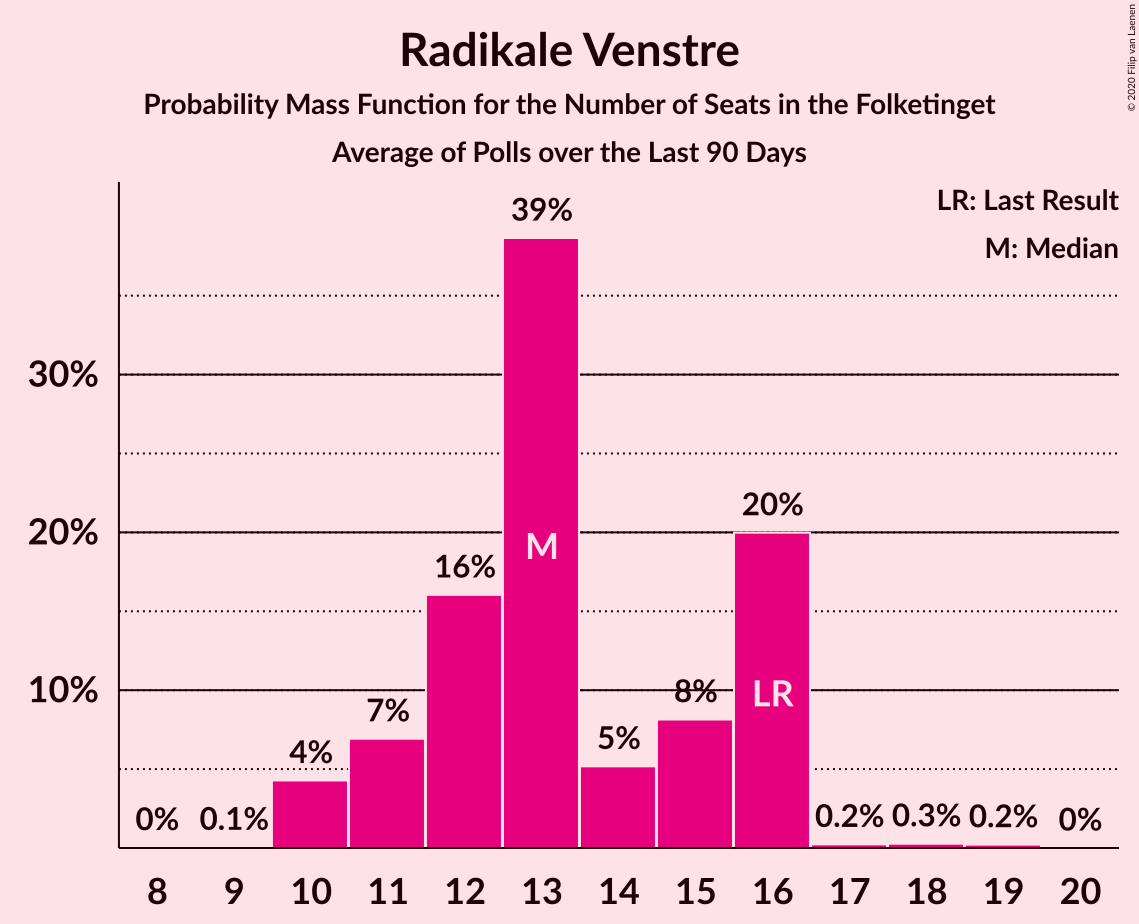 Radikale Venstre
Probability Mass Function for the Number of Seats in the Folketinget
Average of Polls over the Last 90 Days
© 2020 Filip van Laenen
LR: Last Result
M: Median
39%
30%
20%
10%
0%
0.1%
4%
7%
16%
M
5%
8%
20%
LR
0.2%
0.3%
0.2%
0%
8 9 10 11 12 13 14 15 16 17 18 19 20